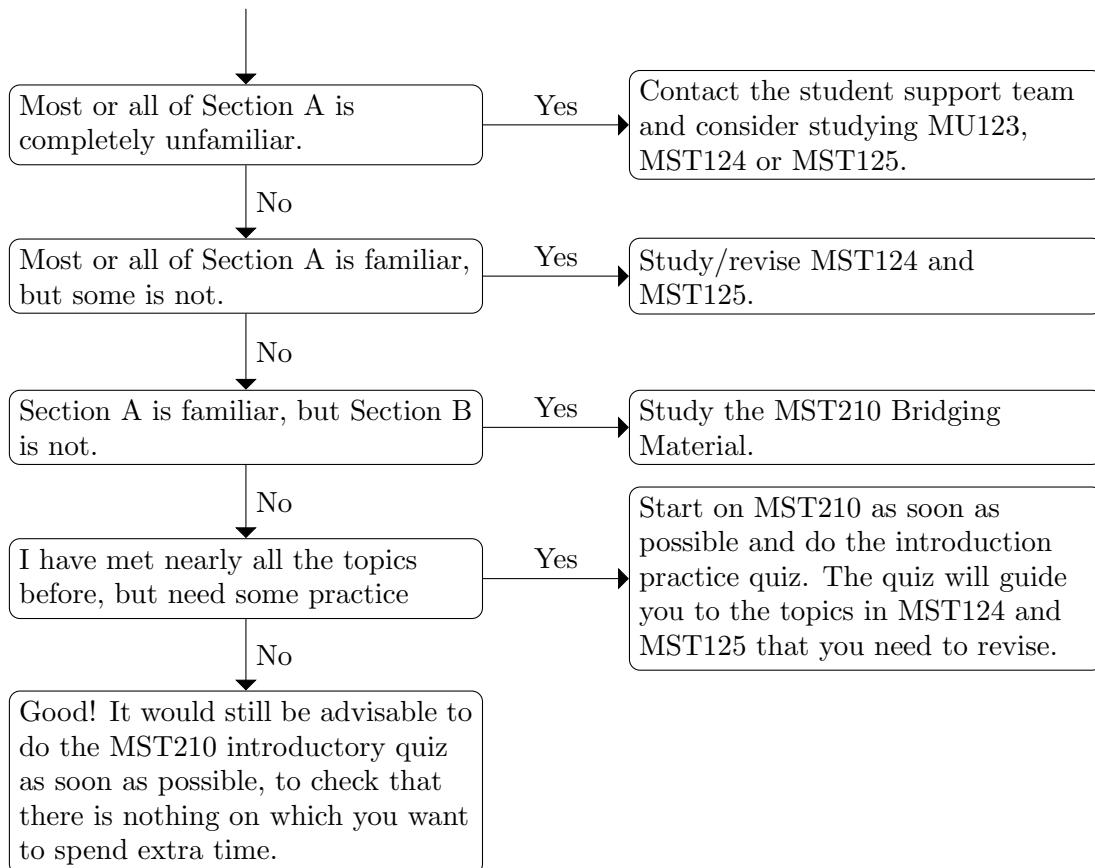 Most or all of Section A is
completely unfamiliar.
Yes
Contact the student support team
and consider studying MU123,
MST124 or MST125.
No
Most or all of Section A is familiar,
but some is not.
Yes
Study/revise MST124 and
MST125.
No
Section A is familiar, but Section B
is not.
Yes
Study the MST210 Bridging
Material.
No
I have met nearly all the topics
before, but need some practice
Yes
Start on MST210 as soon as
possible and do the introduction
practice quiz. The quiz will guide
you to the topics in MST124 and
MST125 that you need to revise.
No
Good! It would still be advisable to
do the MST210 introductory quiz
as soon as possible, to check that
there is nothing on which you want
to spend extra time.